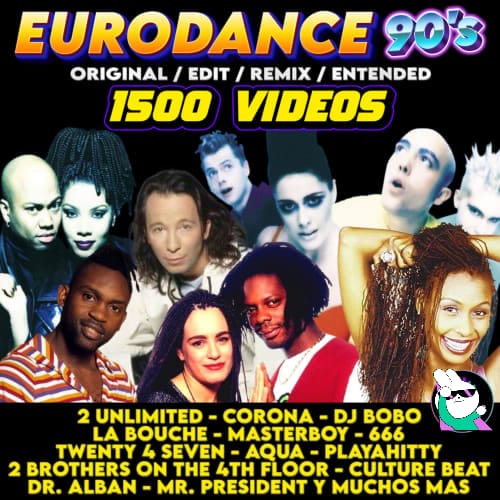 EURODANCE 90's
ORIGINAL / EDIT / REMIX / ENTENDED
1500 VIDEOS
2 UNLIMITED - CORONA - DJ BOBO
LA BOUCHE - MASTERBOY - 666
TWENTY 4 SEVEN - AQUA - PLAYAHITTY
2 BROTHERS ON THE 4TH FLOOR - CULTURE BEAT
DR. ALBAN - MR. PRESIDENT Y MUCHOS MAS